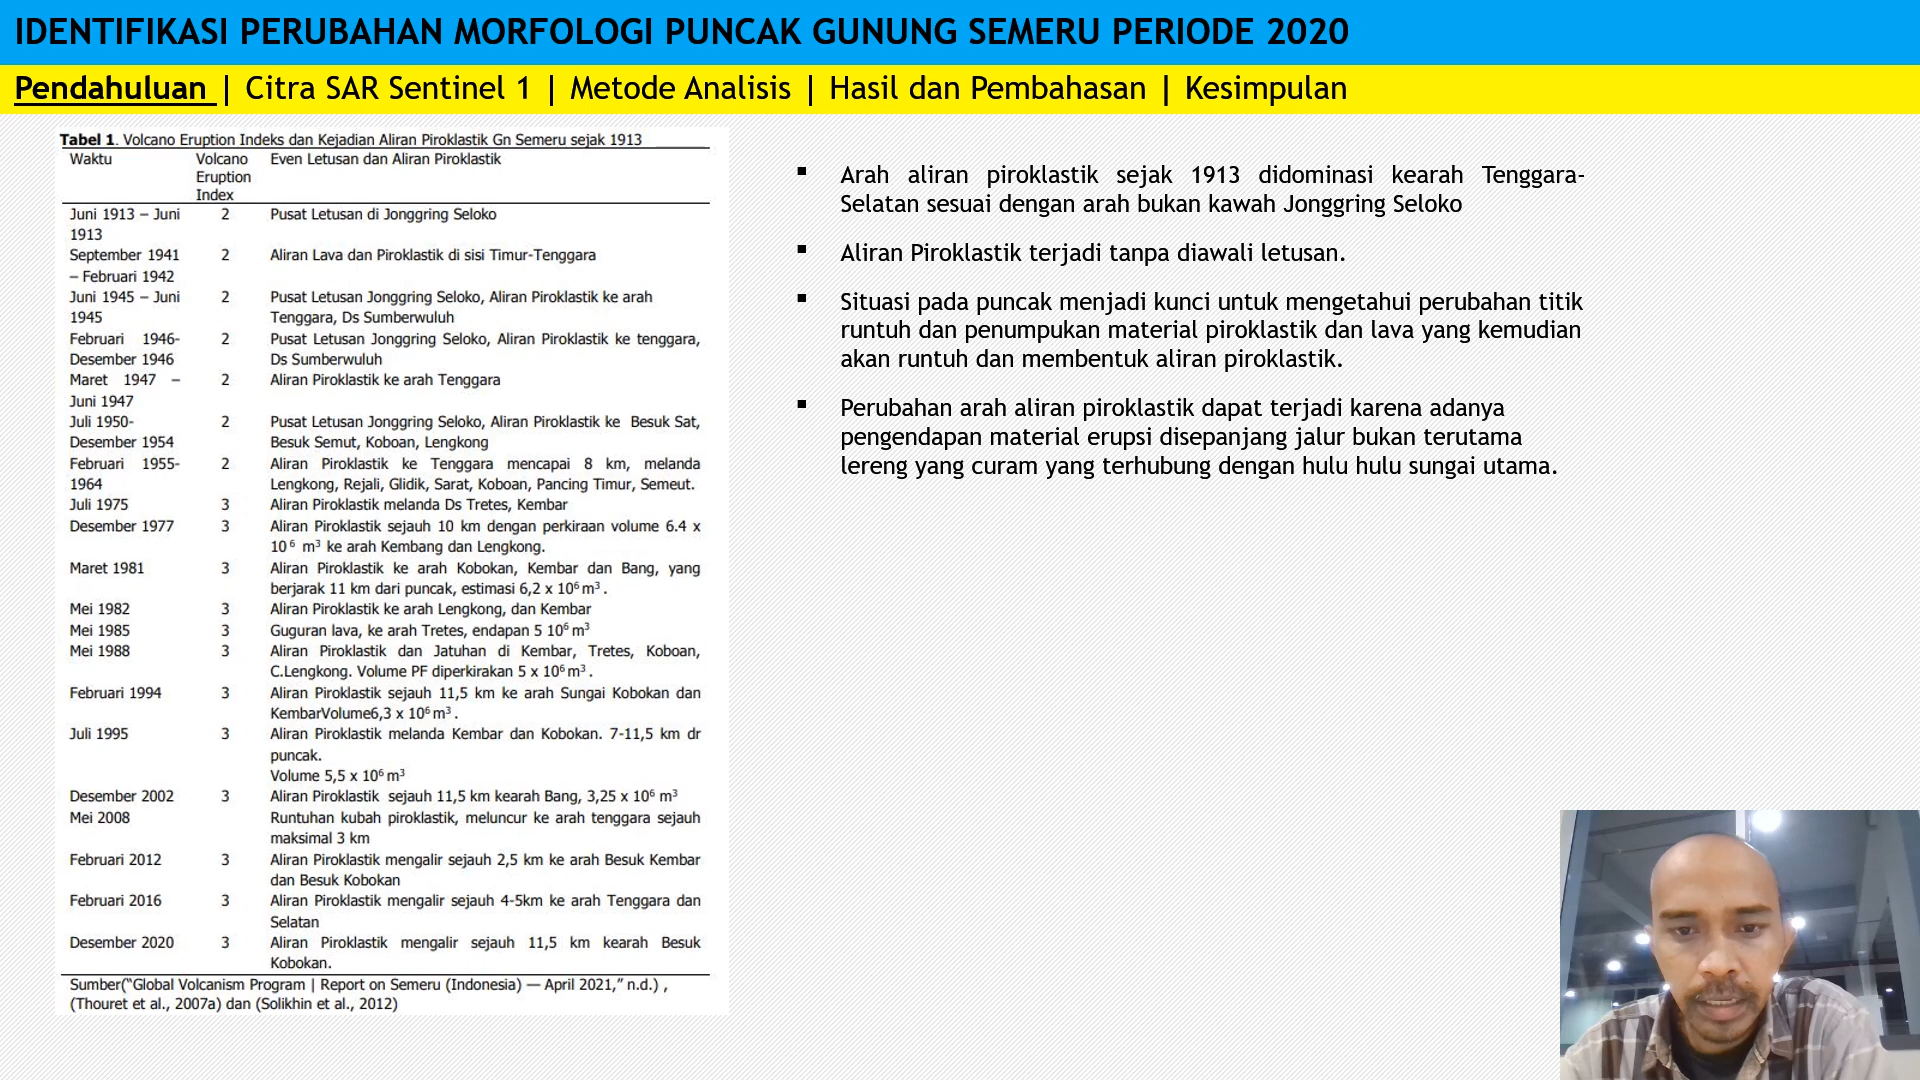 IDENTIFIKASI PERUBAHAN MORFOLOGI PUNCAK GUNUNG SEMERU PERIODE 2020
Pendahuluan | Citra SAR Sentinel 1 | Metode Analisis | Hasil dan Pembahasan | Kesimpulan
Tabel 1. Volcano Eruption Indeks dan Kejadian Aliran Piroklastik Gn Semeru sejak 1913
Waktu Volcano Eruption Index Even Letusan dan Aliran Piroklastik
Juni 1913 – Juni 2 Pusat Letusan di Jonggring Seloko
1913
September 1941 2 Aliran Lava dan Piroklastik di sisi Timur-Tenggara
– Februari 1942
Juni 1945 – Juni 2 Pusat Letusan Jonggring Seloko, Aliran Piroklastik ke arah
1945 Tenggara, Ds Sumberwuluh
Februari 1946- 2 Pusat Letusan Jonggring Seloko, Aliran Piroklastik ke tenggara,
Desember 1946 Ds Sumberwuluh
Maret 1947 – 2 Aliran Piroklastik ke arah Tenggara
Juni 1947
Juli 1950- 2 Pusat Letusan Jonggring Seloko, Aliran Piroklastik ke Besuk Sat,
Desember 1954 Besuk Semut, Koboan, Lengkong
Februari 1955- 2 Aliran Piroklastik ke Tenggara mencapai 8 km, melanda
1964 Lengkong, Rejali, Glidik, Sarat, Koboan, Pancing Timur, Semeut.
Juli 1975 3 Aliran Piroklastik melanda Ds Tretes, Kembar
Desember 1977 3 Aliran Piroklastik sejauh 10 km dengan perkiraan volume 6.4 x
10⁶ m³ ke arah Kembang dan Lengkong.
Maret 1981 3 Aliran Piroklastik ke arah Kobokan, Kembar dan Bang, yang
berjarak 11 km dari puncak, estimasi 6,2 x 10⁶ m³ .
Mei 1982 3 Aliran Piroklastik ke arah Lengkong, dan Kembar
Mei 1985 3 Guguran lava, ke arah Tretes, endapan 5 10⁶ m³
Mei 1988 3 Aliran Piroklastik dan Jatuhan di Kembar, Tretes, Koboan,
C.Lengkong. Volume PF diperkirakan 5 x 10⁶ m³ .
Februari 1994 3 Aliran Piroklastik sejauh 11,5 km ke arah Sungai Kobokan dan
KembarVolume6,3 x 10⁶ m³ .
Juli 1995 3 Aliran Piroklastik melanda Kembar dan Kobokan. 7-11,5 km dr
puncak.
Volume 5,5 x 10⁶ m³
Desember 2002 3 Aliran Piroklastik sejauh 11,5 km kearah Bang, 3,25 x 10⁶ m³
Mei 2008 Runtuhan kubah piroklastik, meluncur ke arah tenggara sejauh
maksimal 3 km
Februari 2012 3 Aliran Piroklastik mengalir sejauh 2,5 km ke arah Besuk Kembar
dan Besuk Kobokan
Februari 2016 3 Aliran Piroklastik mengalir sejauh 4-5km ke arah Tenggara dan
Selatan
Desember 2020 3 Aliran Piroklastik mengalir sejauh 11,5 km kearah Besuk
Kobokan.
Sumber("Global Volcanism Program | Report on Semeru (Indonesia) — April 2021," n.d.) ,
(Thouret et al., 2007a) dan (Solikhin et al., 2012)
▪ Arah aliran piroklastik sejak 1913 didominasi kearah Tenggara-
Selatan sesuai dengan arah bukan kawah Jonggring Seloko
▪ Aliran Piroklastik terjadi tanpa diawali letusan.
▪ Situasi pada puncak menjadi kunci untuk mengetahui perubahan titik
runtuh dan penumpukan material piroklastik dan lava yang kemudian
akan runtuh dan membentuk aliran piroklastik.
▪ Perubahan arah aliran piroklastik dapat terjadi karena adanya
pengendapan material erupsi disepanjang jalur bukan terutama
lereng yang curam yang terhubung dengan hulu hulu sungai utama.